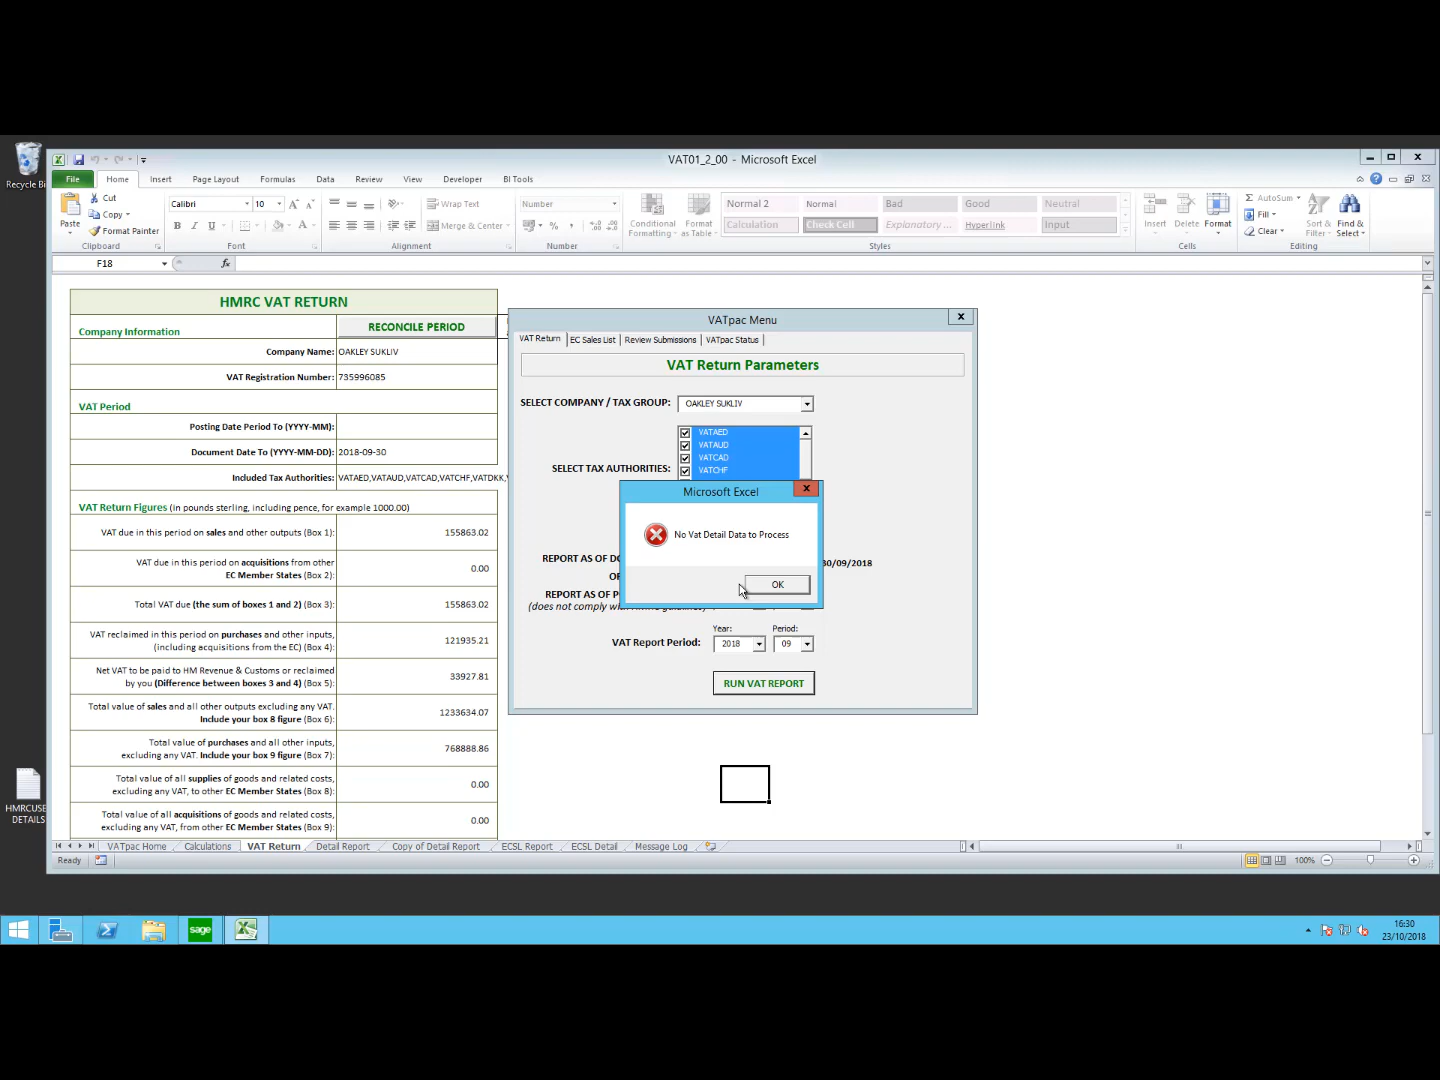 Recycle Bi
VAT01_2_00 - Microsoft Excel
File Home Insert Page Layout Formulas Data Review View Developer BI Tools
Paste
Cut
Copy
Format Painter
Clipboard
Calibri 10
B I U
Font
Wrap Text
Merge & Center
Alignment
Number
%
Number
Conditional Formatting
Format as Table
Normal 2 Normal Bad Good Neutral
Calculation Check Cell Explanatory ... Hyperlink Input
Styles
Insert Delete Format
Cells
AutoSum
Fill
Clear
Sort & Filter
Find & Select
Editing
F18 fx
HMRC VAT RETURN
Company Information RECONCILE PERIOD
Company Name: OAKLEY SUKLIV
VAT Registration Number: 735996085
VAT Period
Posting Date Period To (YYYY-MM):
Document Date To (YYYY-MM-DD): 2018-09-30
Included Tax Authorities: VATAED,VATAUD,VATCAD,VATCHF,VATDKK,
VAT Return Figures (in pounds sterling, including pence, for example 1000.00)
VAT due in this period on sales and other outputs (Box 1): 155863.02
VAT due in this period on acquisitions from other
EC Member States (Box 2): 0.00
Total VAT due (the sum of boxes 1 and 2) (Box 3): 155863.02
VAT reclaimed in this period on purchases and other inputs,
(including acquisitions from the EC) (Box 4): 121935.21
Net VAT to be paid to HM Revenue & Customs or reclaimed
by you (Difference between boxes 3 and 4) (Box 5): 33927.81
Total value of sales and all other outputs excluding any VAT.
Include your box 8 figure (Box 6): 1233634.07
Total value of purchases and all other inputs,
excluding any VAT. Include your box 9 figure (Box 7): 768888.86
Total value of all supplies of goods and related costs,
excluding any VAT, to other EC Member States (Box 8): 0.00
Total value of all acquisitions of goods and related costs,
excluding any VAT, from other EC Member States (Box 9): 0.00
VATpac Menu
VAT Return EC Sales List Review Submissions VATpac Status
VAT Return Parameters
SELECT COMPANY / TAX GROUP: OAKLEY SUKLIV
SELECT TAX AUTHORITIES:
VATAED
VATAUD
VATCAD
VATCHF
Microsoft Excel
No Vat Detail Data to Process
OK
REPORT AS OF DO
30/09/2018
REPORT AS OF P
Year: Period:
VAT Report Period: 2018 09
RUN VAT REPORT
HMRCUSE
DETAILS
VATpac Home Calculations VAT Return Detail Report Copy of Detail Report ECSL Report ECSL Detail Message Log
Ready 100%
sage
16:30
23/10/2018